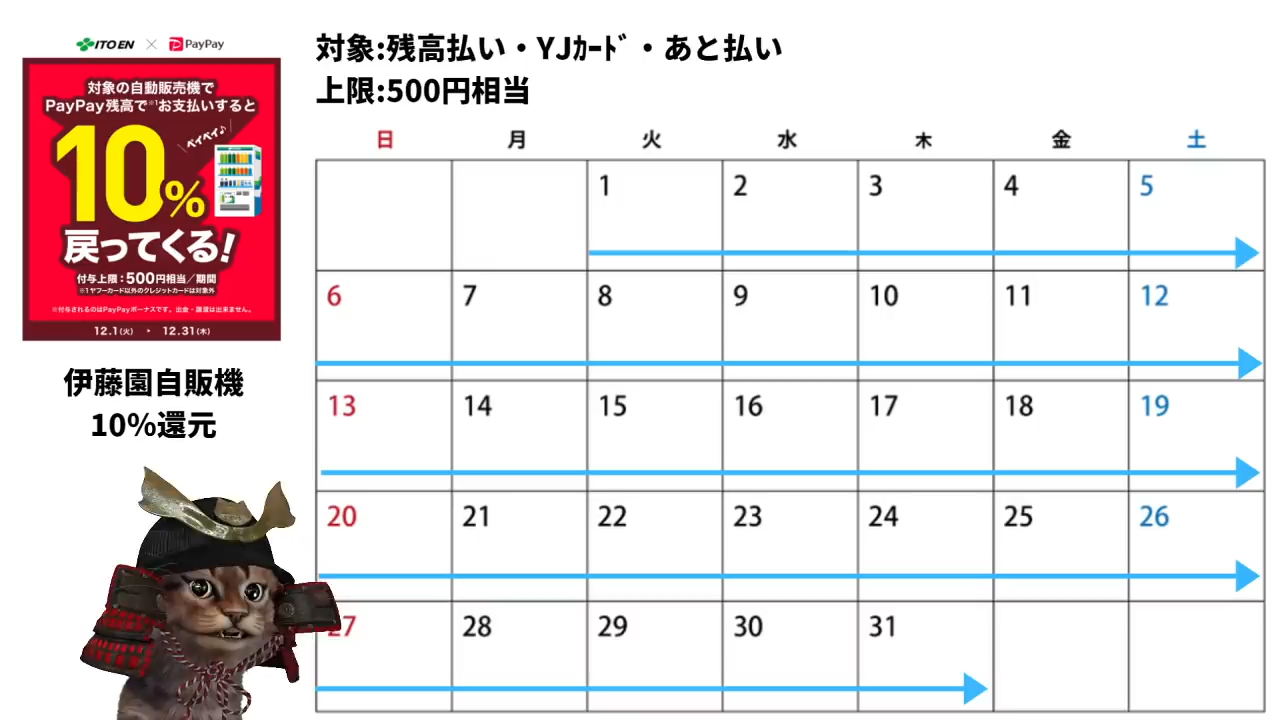 対象:残高払い・YJｶｰﾄﾞ・あと払い
上限:500円相当
ITO EN × PayPay
対象の自動販売機で
PayPay残高で※1お支払いすると
ペイペイ♪
10%
戻ってくる!
付与上限：500円相当／期間
※1ヤフーカード以外のクレジットカードは対象外
※付与されるのはPayPayボーナスです。出金・譲渡は出来ません。
12.1(火) ▸ 12.31(木)
伊藤園自販機
10%還元
日 月 火 水 木 金 土
1 2 3 4 5
6 7 8 9 10 11 12
13 14 15 16 17 18 19
20 21 22 23 24 25 26
27 28 29 30 31